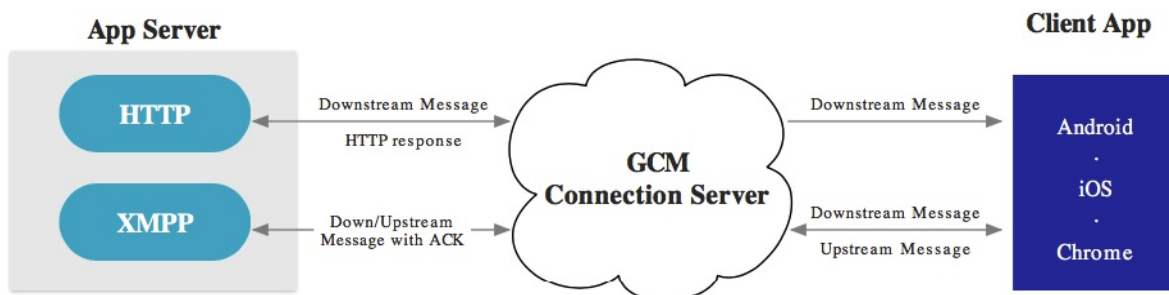 App Server
HTTP
XMPP
Downstream Message
HTTP response
Down/Upstream
Message with ACK
GCM
Connection Server
Downstream Message
Downstream Message
Upstream Message
Client App
Android
.
iOS
.
Chrome